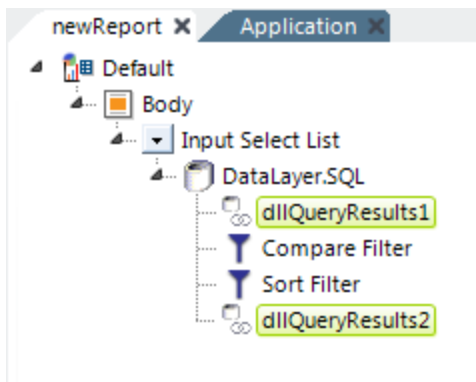 newReport × Application ×
Default
Body
Input Select List
DataLayer.SQL
dllQueryResults1
Compare Filter
Sort Filter
dllQueryResults2